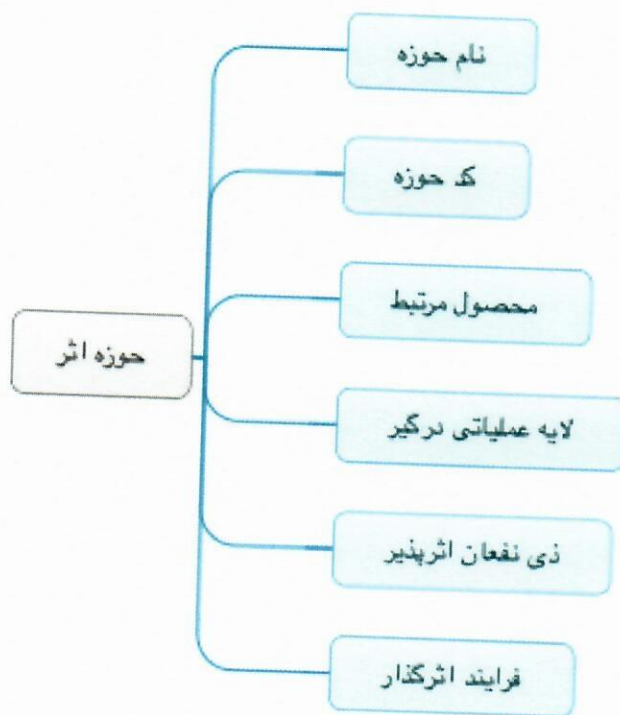 نام حوزه
کد حوزه
محصول مرتبط
حوزه اثر
لایه عملیاتی درگیر
ذی نفعان اثرپذیر
فرایند اثرگذار